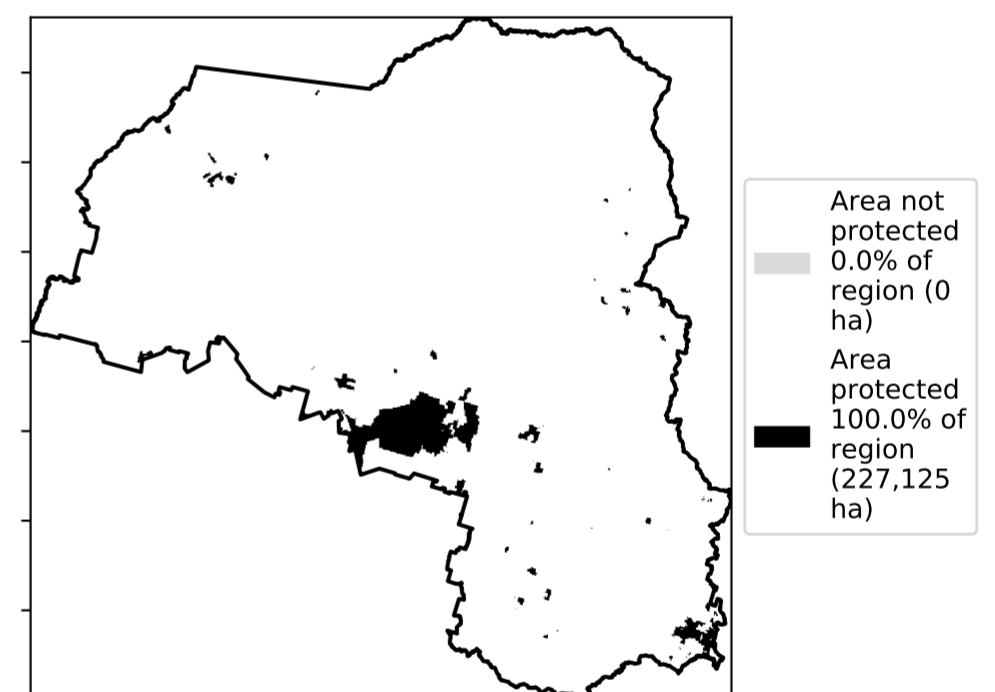 Area not
protected
0.0% of
region (0
ha)
Area
protected
100.0% of
region
(227,125
ha)